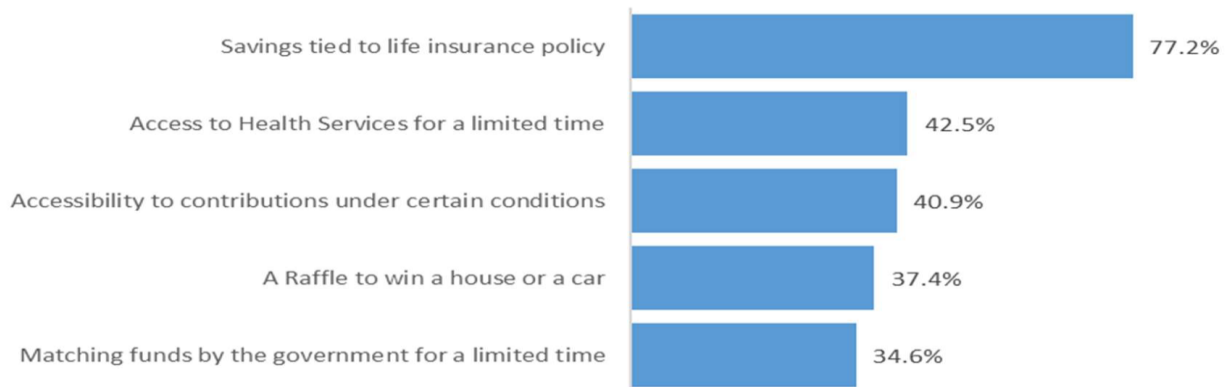 Savings tied to life insurance policy 77.2%
Access to Health Services for a limited time 42.5%
Accessibility to contributions under certain conditions 40.9%
A Raffle to win a house or a car 37.4%
Matching funds by the government for a limited time 34.6%